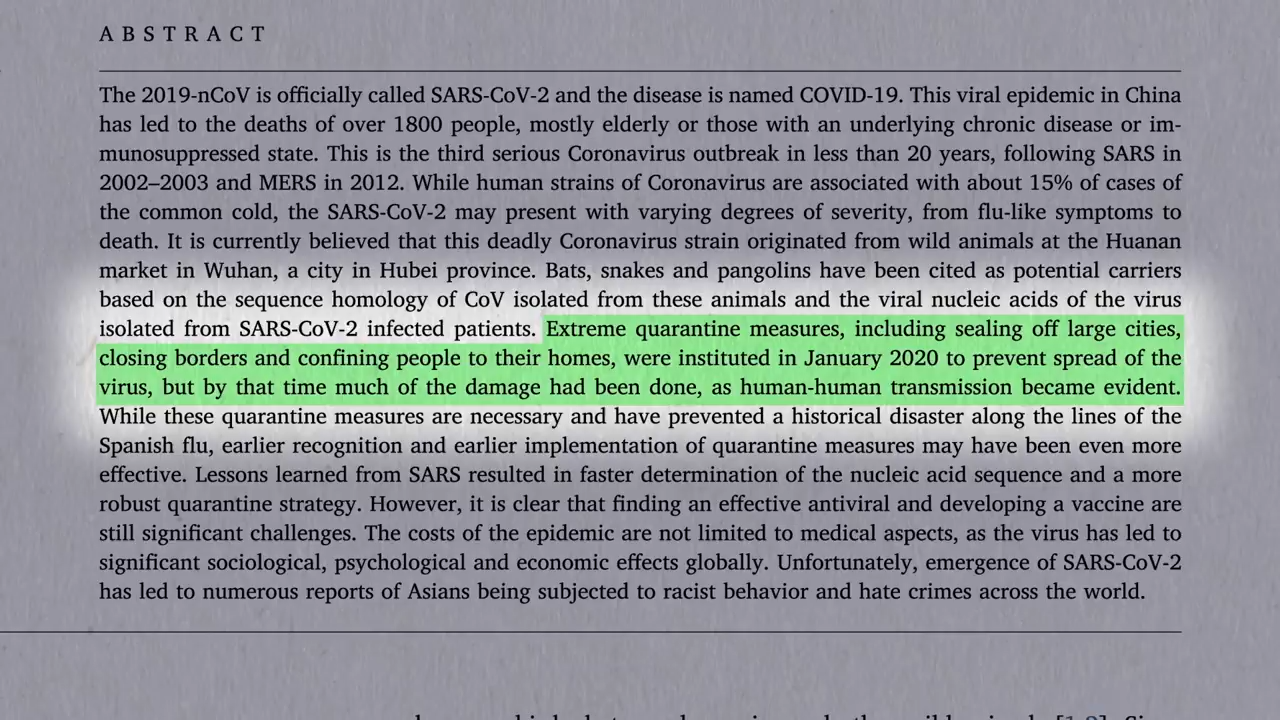 ABSTRACT
The 2019-nCoV is officially called SARS-CoV-2 and the disease is named COVID-19. This viral epidemic in China
has led to the deaths of over 1800 people, mostly elderly or those with an underlying chronic disease or im-
munosuppressed state. This is the third serious Coronavirus outbreak in less than 20 years, following SARS in
2002–2003 and MERS in 2012. While human strains of Coronavirus are associated with about 15% of cases of
the common cold, the SARS-CoV-2 may present with varying degrees of severity, from flu-like symptoms to
death. It is currently believed that this deadly Coronavirus strain originated from wild animals at the Huanan
market in Wuhan, a city in Hubei province. Bats, snakes and pangolins have been cited as potential carriers
based on the sequence homology of CoV isolated from these animals and the viral nucleic acids of the virus
isolated from SARS-CoV-2 infected patients. Extreme quarantine measures, including sealing off large cities,
closing borders and confining people to their homes, were instituted in January 2020 to prevent spread of the
virus, but by that time much of the damage had been done, as human-human transmission became evident.
While these quarantine measures are necessary and have prevented a historical disaster along the lines of the
Spanish flu, earlier recognition and earlier implementation of quarantine measures may have been even more
effective. Lessons learned from SARS resulted in faster determination of the nucleic acid sequence and a more
robust quarantine strategy. However, it is clear that finding an effective antiviral and developing a vaccine are
still significant challenges. The costs of the epidemic are not limited to medical aspects, as the virus has led to
significant sociological, psychological and economic effects globally. Unfortunately, emergence of SARS-CoV-2
has led to numerous reports of Asians being subjected to racist behavior and hate crimes across the world.